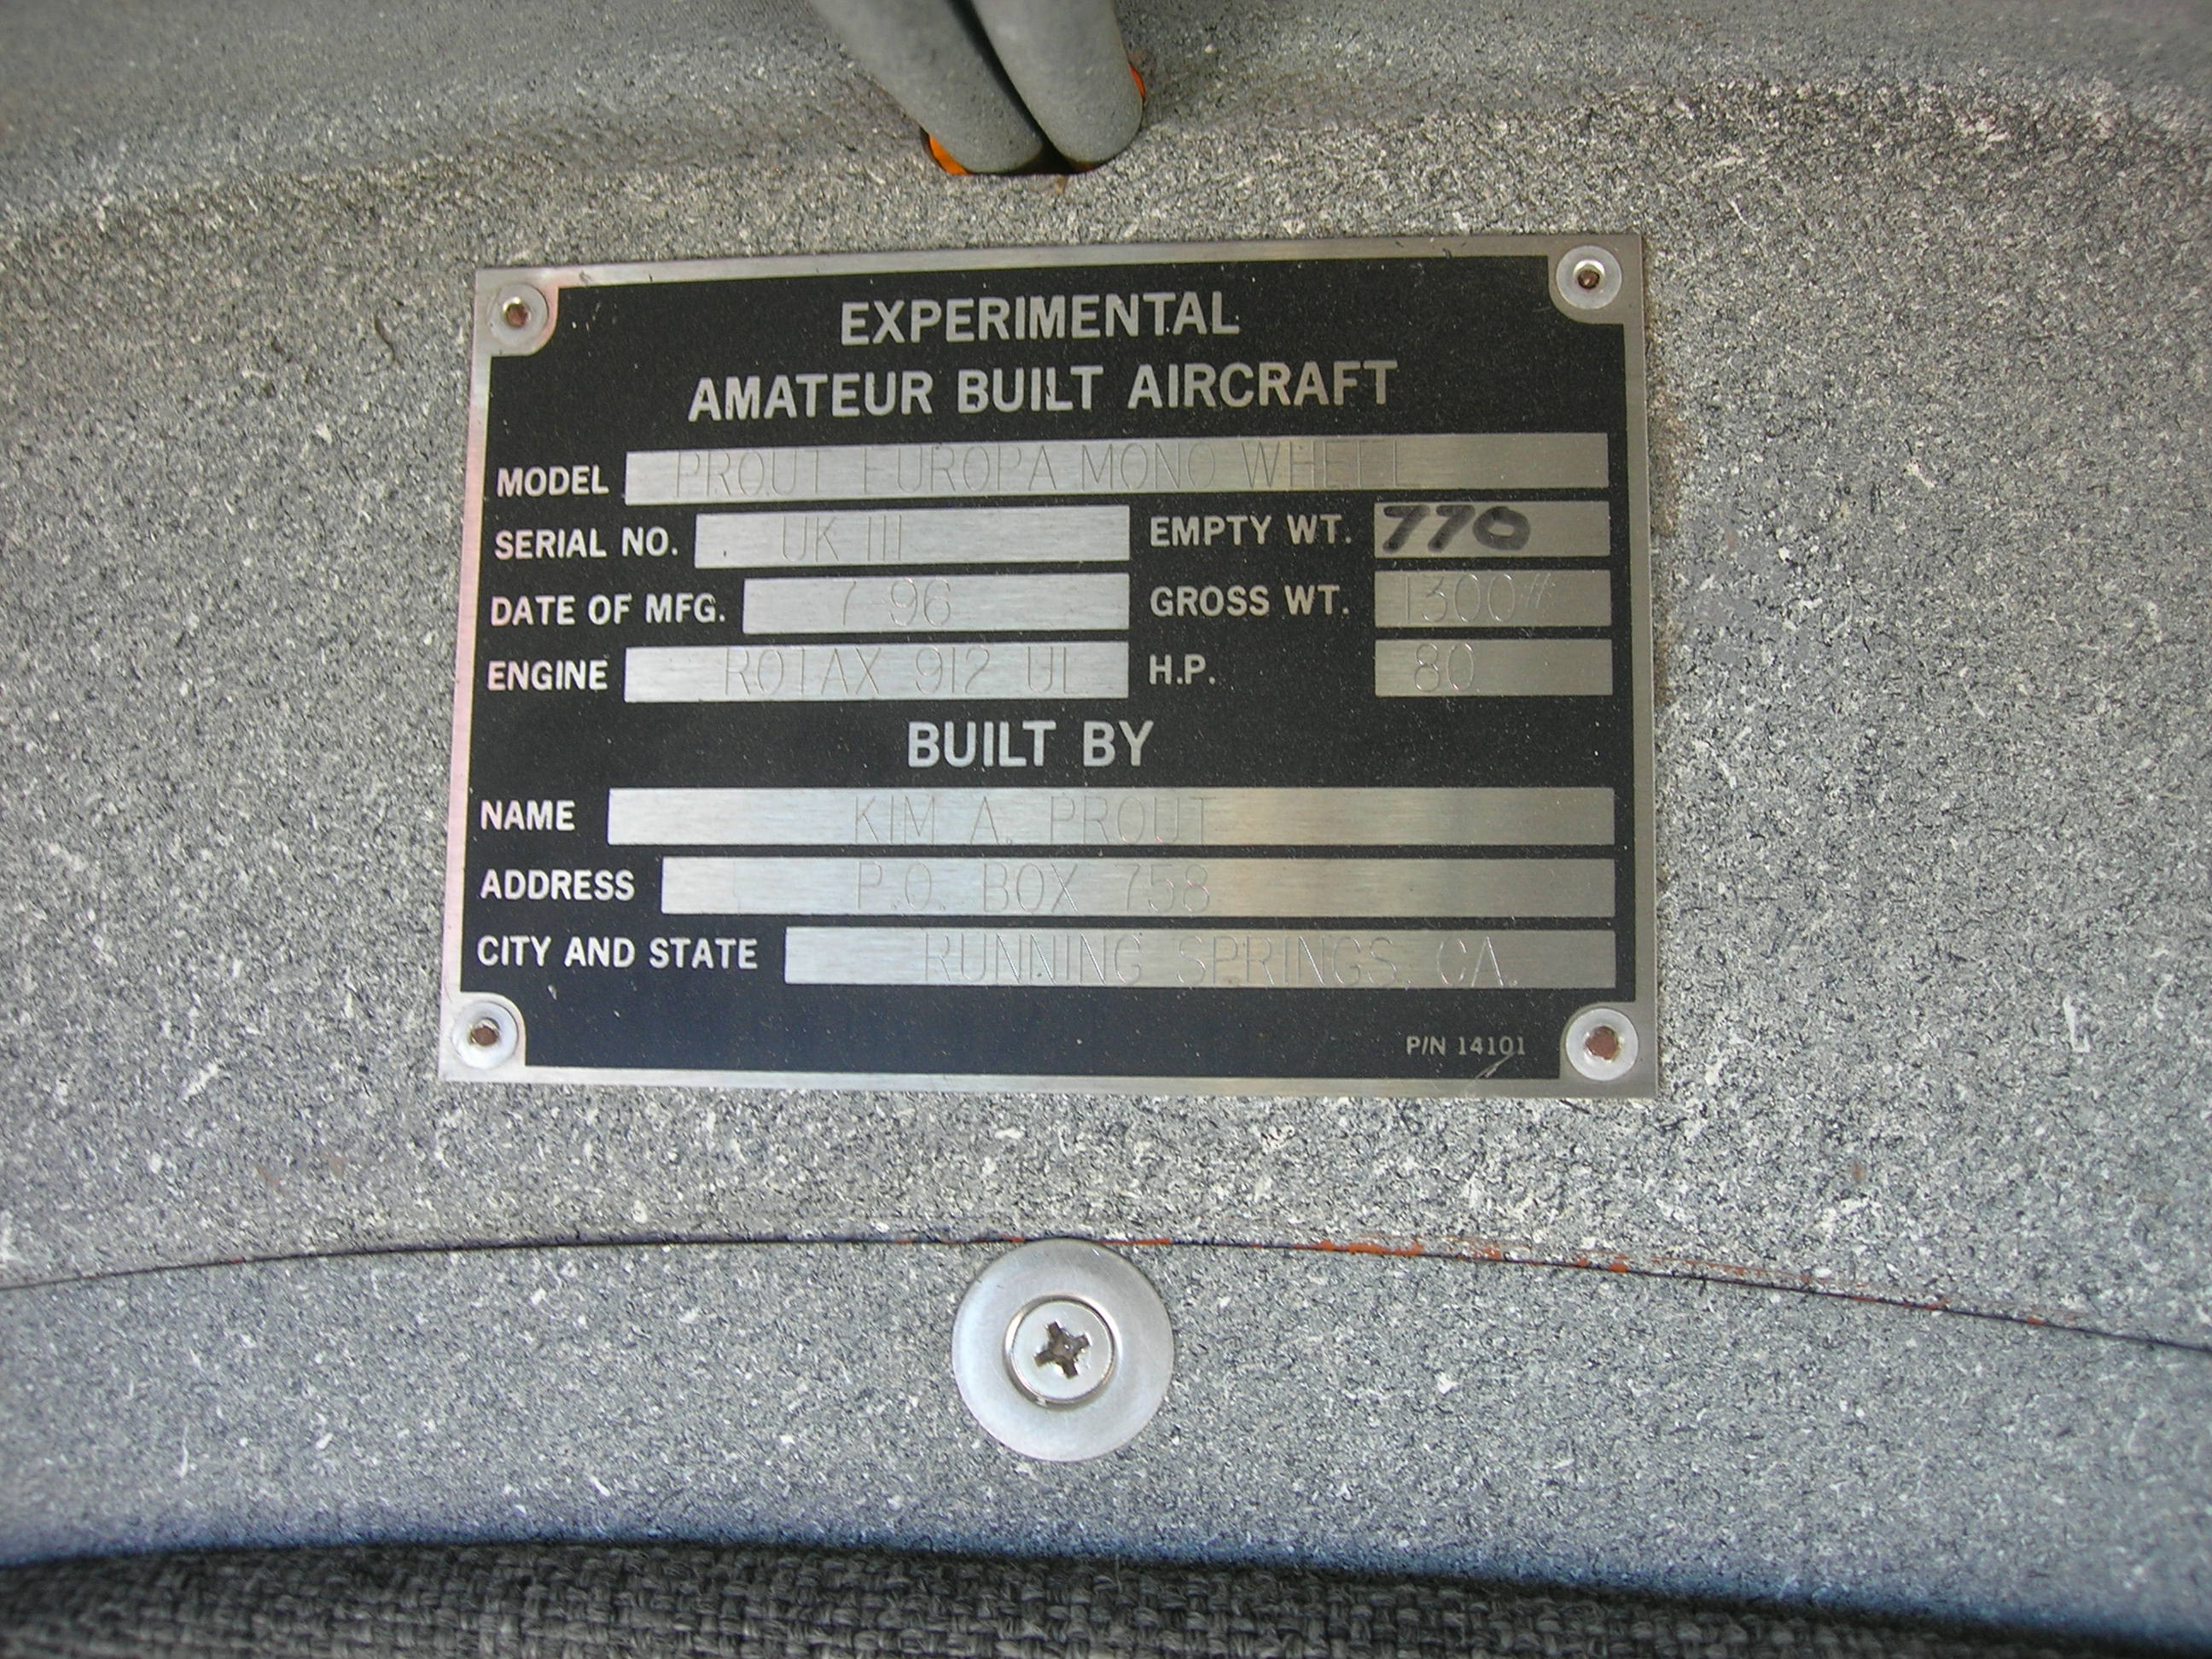 EXPERIMENTAL
AMATEUR BUILT AIRCRAFT
MODEL PROUT EUROPA MONO WHEEL
SERIAL NO. UK 111 EMPTY WT. 770
DATE OF MFG. 7-96 GROSS WT. 1300#
ENGINE ROTAX 912 UL H.P. 80
BUILT BY
NAME KIM A. PROUT
ADDRESS P.O. BOX 758
CITY AND STATE RUNNING SPRINGS, CA.
P/N 14101